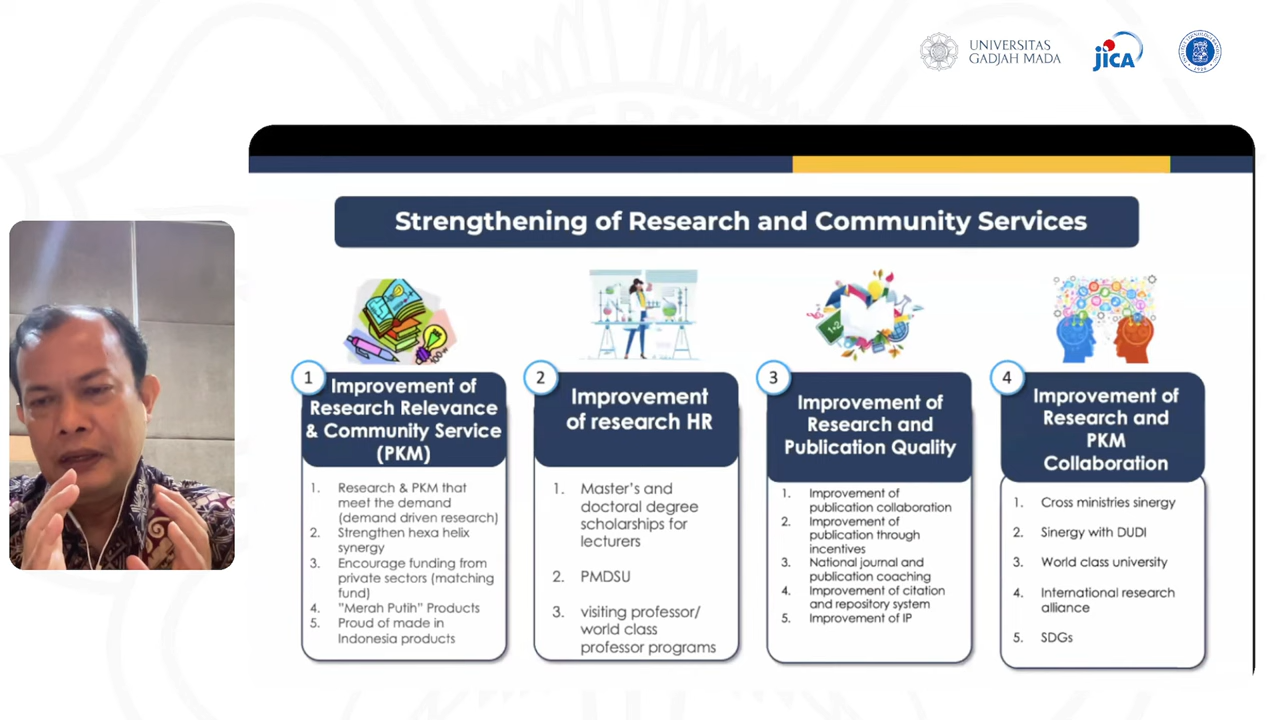 UNIVERSITAS
GADJAH MADA
JICA
Strengthening of Research and Community Services
1
Improvement of
Research Relevance
& Community Service
(PKM)
1. Research & PKM that
meet the demand
(demand driven research)
2. Strengthen hexa helix
synergy
3. Encourage funding from
private sectors (matching
fund)
4. "Merah Putih" Products
5. Proud of made in
Indonesia products
2
Improvement
of research HR
1. Master's and
doctoral degree
scholarships for
lecturers
2. PMDSU
3. visiting professor/
world class
professor programs
3
Improvement of
Research and
Publication Quality
1. Improvement of
publication collaboration
2. Improvement of
publication through
incentives
3. National journal and
publication coaching
4. Improvement of citation
and repository system
5. Improvement of IP
4
Improvement of
Research and
PKM
Collaboration
1. Cross ministries sinergy
2. Sinergy with DUDI
3. World class university
4. International research
alliance
5. SDGs